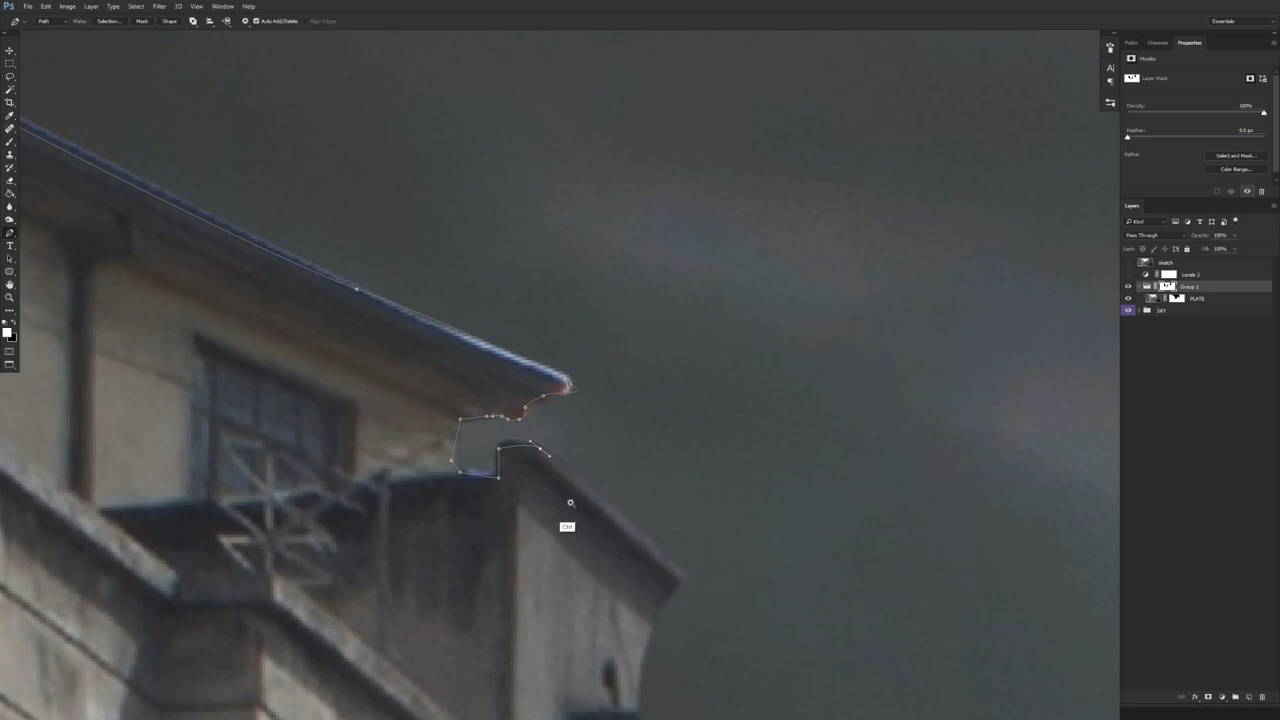 Ps File Edit Image Layer Type Select Filter 3D View Window Help
Path Make: Selection... Mask Shape Auto Add/Delete Align Edges Essentials
Paths Channels Properties
Masks
Layer Mask
Density: 100%
Feather: 0.0 px
Refine: Select and Mask...
Color Range...
Layers
Kind
Pass Through Opacity: 100%
Lock: Fill: 100%
sketch
Levels 2
Group 1
PLATE
SKY
Ctrl